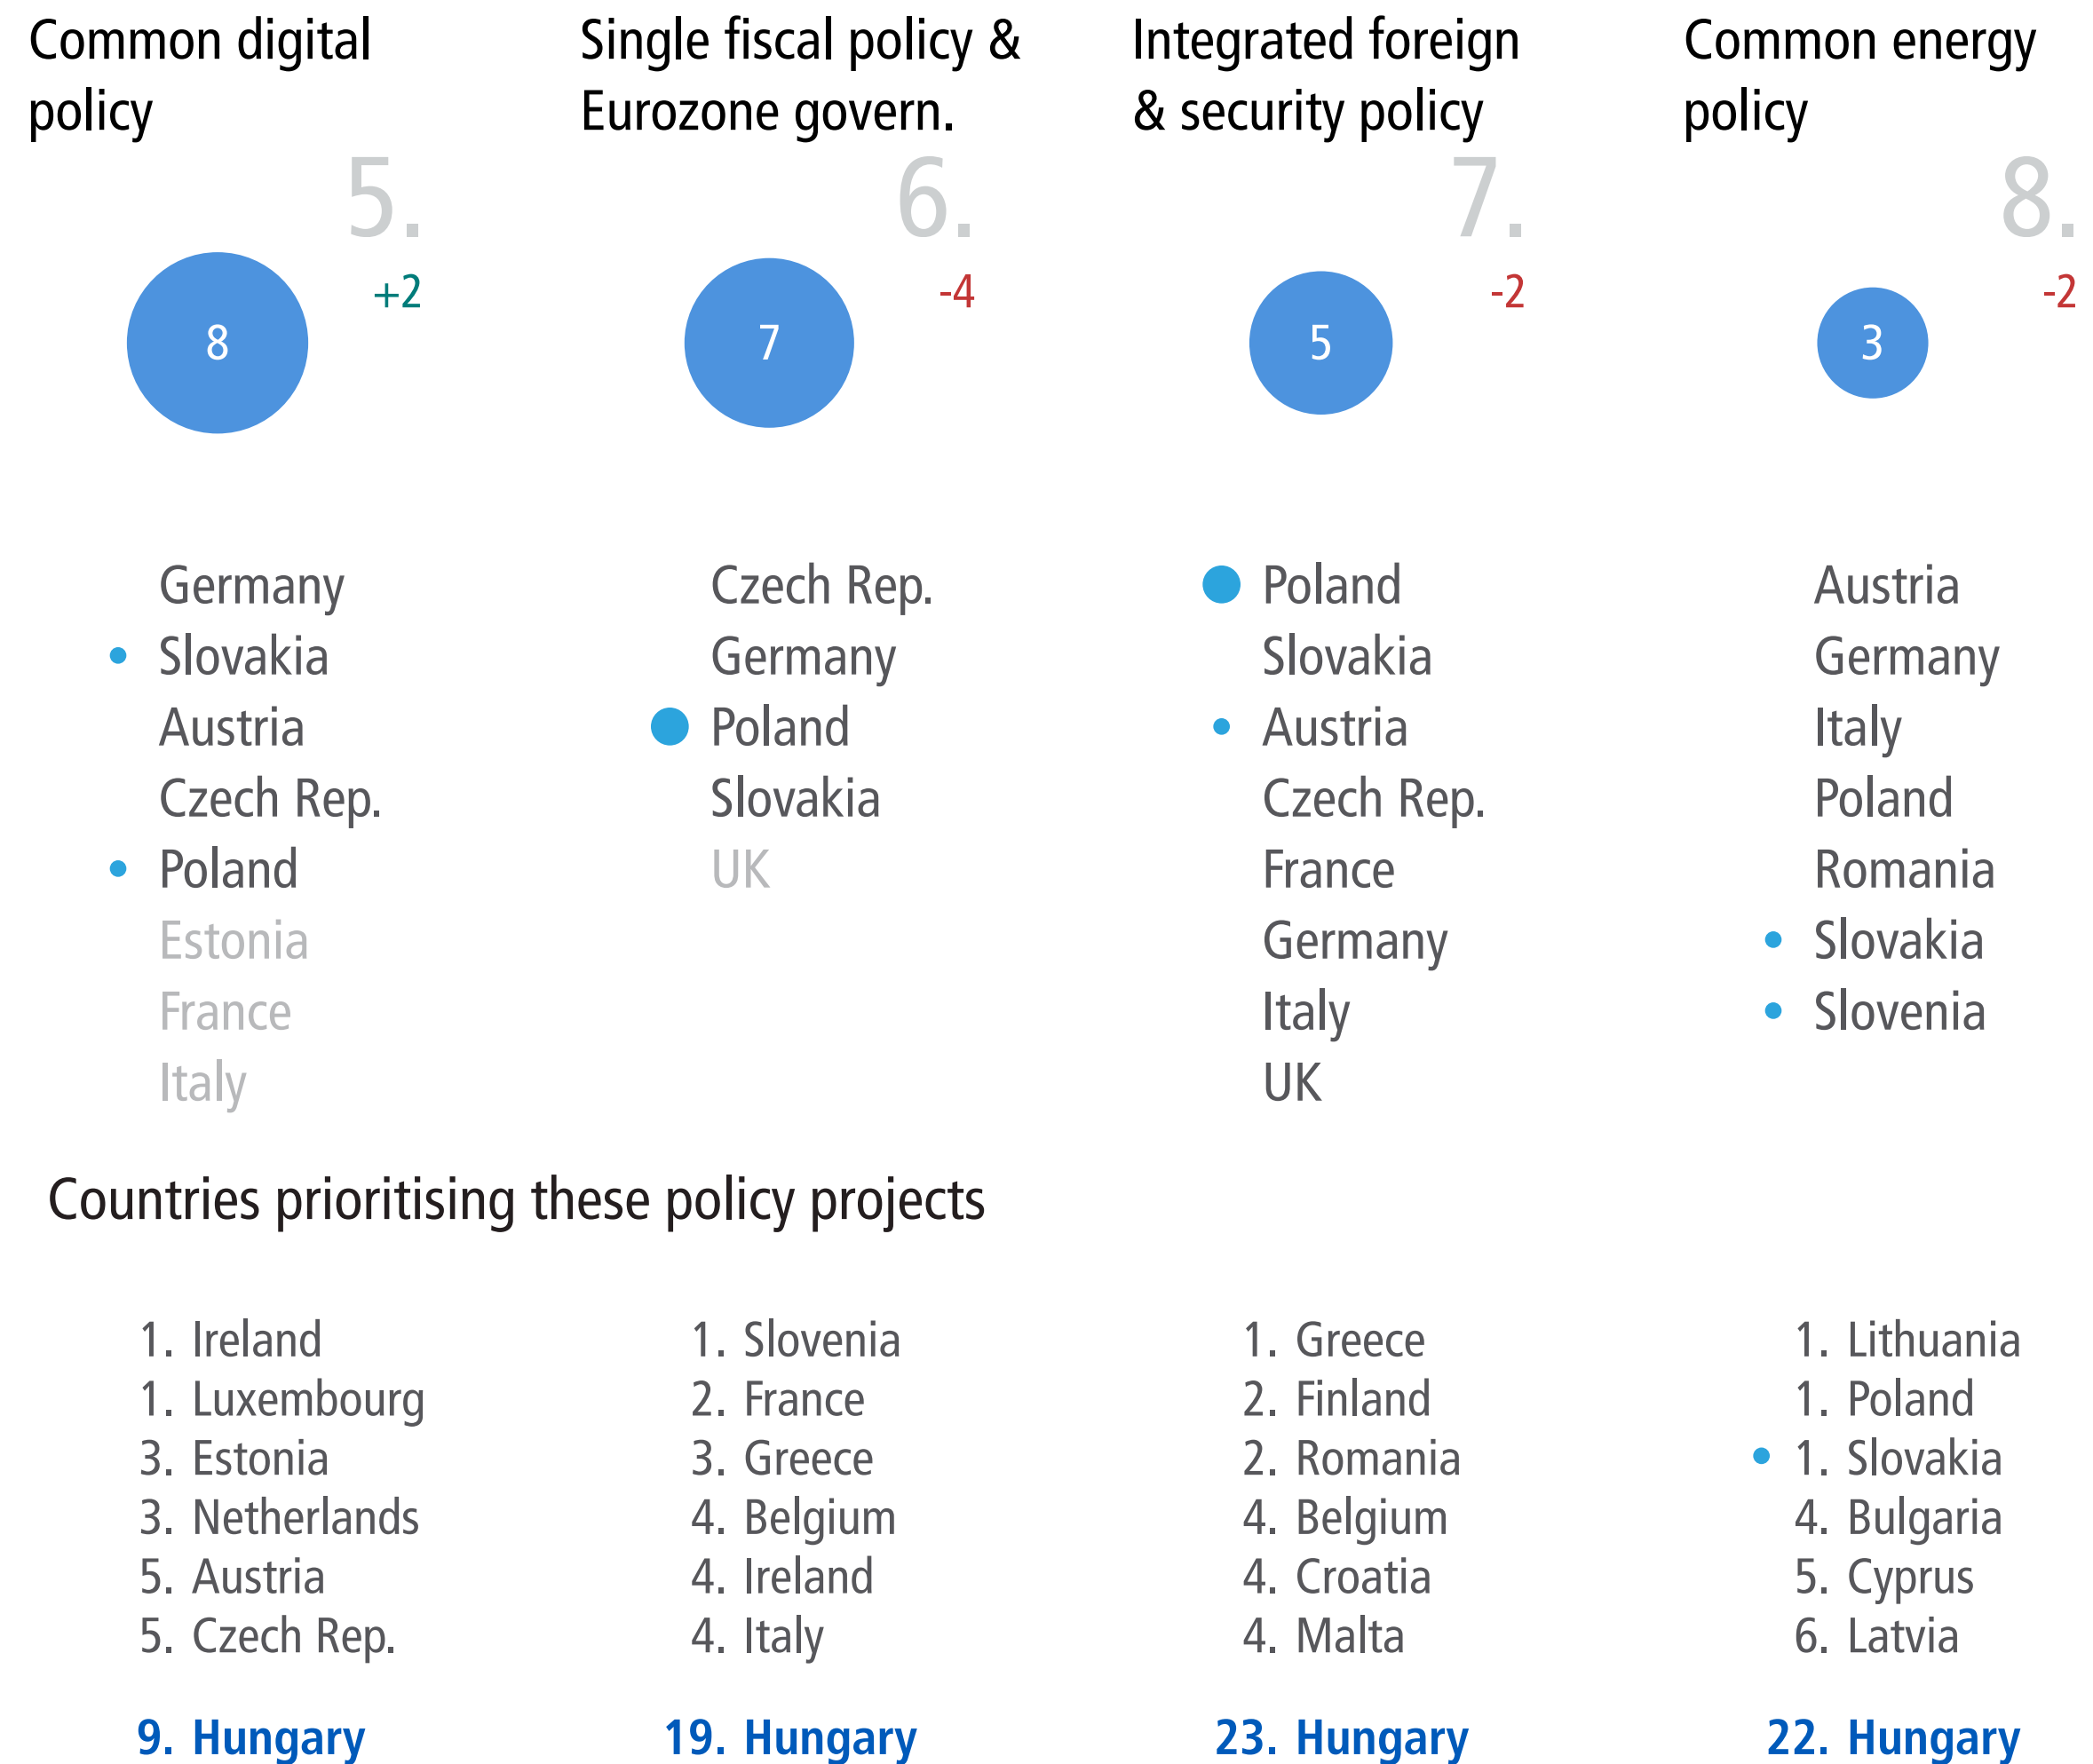 Common digital
policy
5.
+2
8
Germany
Slovakia
Austria
Czech Rep.
Poland
Estonia
France
Italy
Single fiscal policy &
Eurozone govern.
6.
-4
7
Czech Rep.
Germany
Poland
Slovakia
UK
Integrated foreign
& security policy
7.
-2
5
Poland
Slovakia
Austria
Czech Rep.
France
Germany
Italy
UK
Common energy
policy
8.
-2
3
Austria
Germany
Italy
Poland
Romania
Slovakia
Slovenia
Countries prioritising these policy projects
1. Ireland
1. Luxembourg
3. Estonia
3. Netherlands
5. Austria
5. Czech Rep.
9. Hungary
1. Slovenia
2. France
3. Greece
4. Belgium
4. Ireland
4. Italy
19. Hungary
1. Greece
2. Finland
2. Romania
4. Belgium
4. Croatia
4. Malta
23. Hungary
1. Lithuania
1. Poland
1. Slovakia
4. Bulgaria
5. Cyprus
6. Latvia
22. Hungary